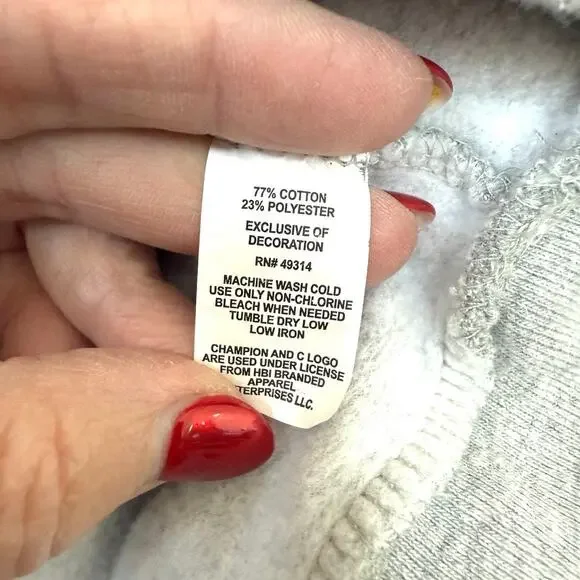 77% COTTON
23% POLYESTER
EXCLUSIVE OF
DECORATION
RN# 49314
MACHINE WASH COLD
USE ONLY NON-CHLORINE
BLEACH WHEN NEEDED
TUMBLE DRY LOW
LOW IRON
CHAMPION AND C LOGO
ARE USED UNDER LICENSE
FROM HBI BRANDED
APPAREL
TERPRISES LLC.